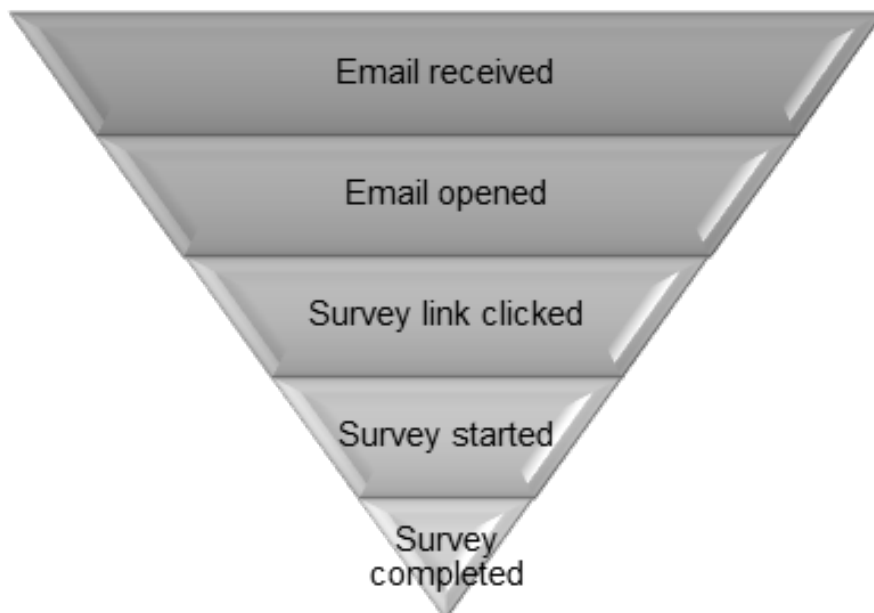 Email received
Email opened
Survey link clicked
Survey started
Survey
completed